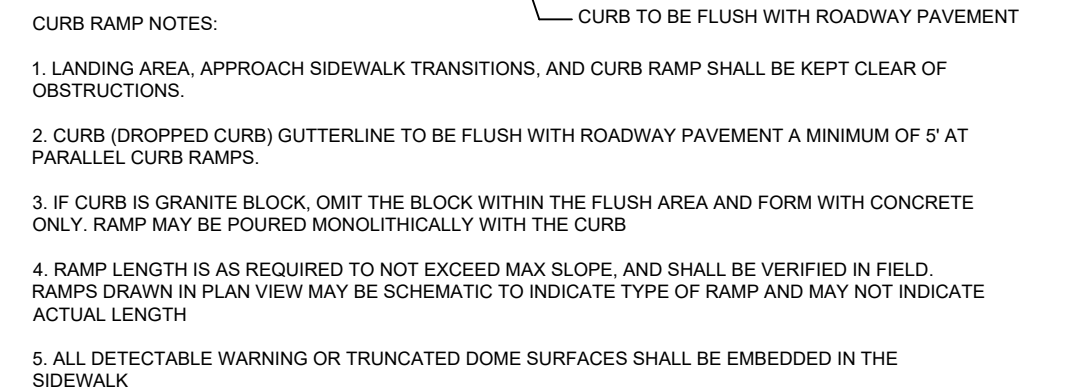 CURB TO BE FLUSH WITH ROADWAY PAVEMENT
CURB RAMP NOTES:
1. LANDING AREA, APPROACH SIDEWALK TRANSITIONS, AND CURB RAMP SHALL BE KEPT CLEAR OF
OBSTRUCTIONS.
2. CURB (DROPPED CURB) GUTTERLINE TO BE FLUSH WITH ROADWAY PAVEMENT A MINIMUM OF 5' AT
PARALLEL CURB RAMPS.
3. IF CURB IS GRANITE BLOCK, OMIT THE BLOCK WITHIN THE FLUSH AREA AND FORM WITH CONCRETE
ONLY. RAMP MAY BE POURED MONOLITHICALLY WITH THE CURB
4. RAMP LENGTH IS AS REQUIRED TO NOT EXCEED MAX SLOPE, AND SHALL BE VERIFIED IN FIELD.
RAMPS DRAWN IN PLAN VIEW MAY BE SCHEMATIC TO INDICATE TYPE OF RAMP AND MAY NOT INDICATE
ACTUAL LENGTH
5. ALL DETECTABLE WARNING OR TRUNCATED DOME SURFACES SHALL BE EMBEDDED IN THE
SIDEWALK